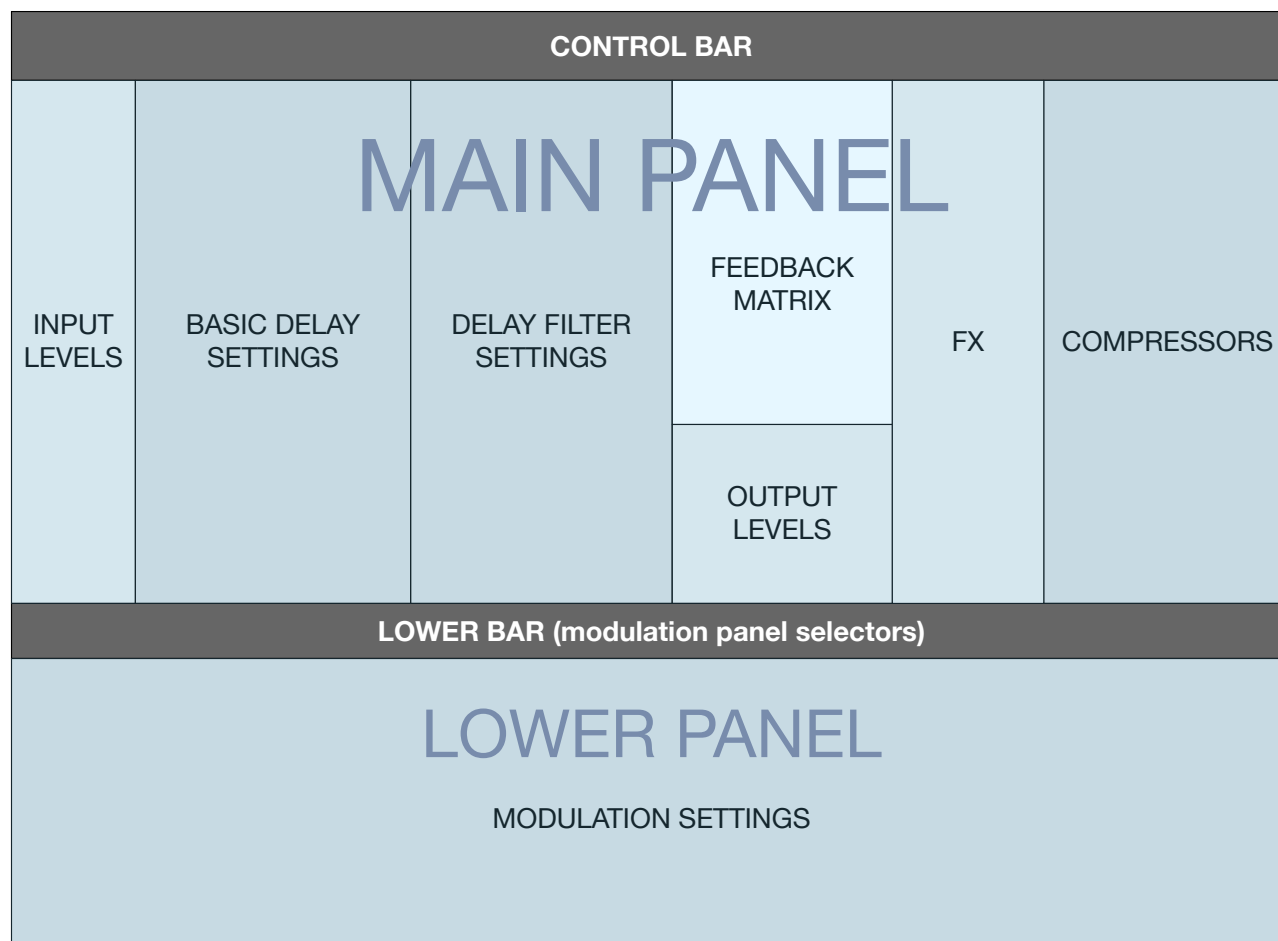 CONTROL BAR
MAIN PANEL
INPUT
LEVELS
BASIC DELAY
SETTINGS
DELAY FILTER
SETTINGS
FEEDBACK
MATRIX
OUTPUT
LEVELS
FX
COMPRESSORS
LOWER BAR (modulation panel selectors)
LOWER PANEL
MODULATION SETTINGS